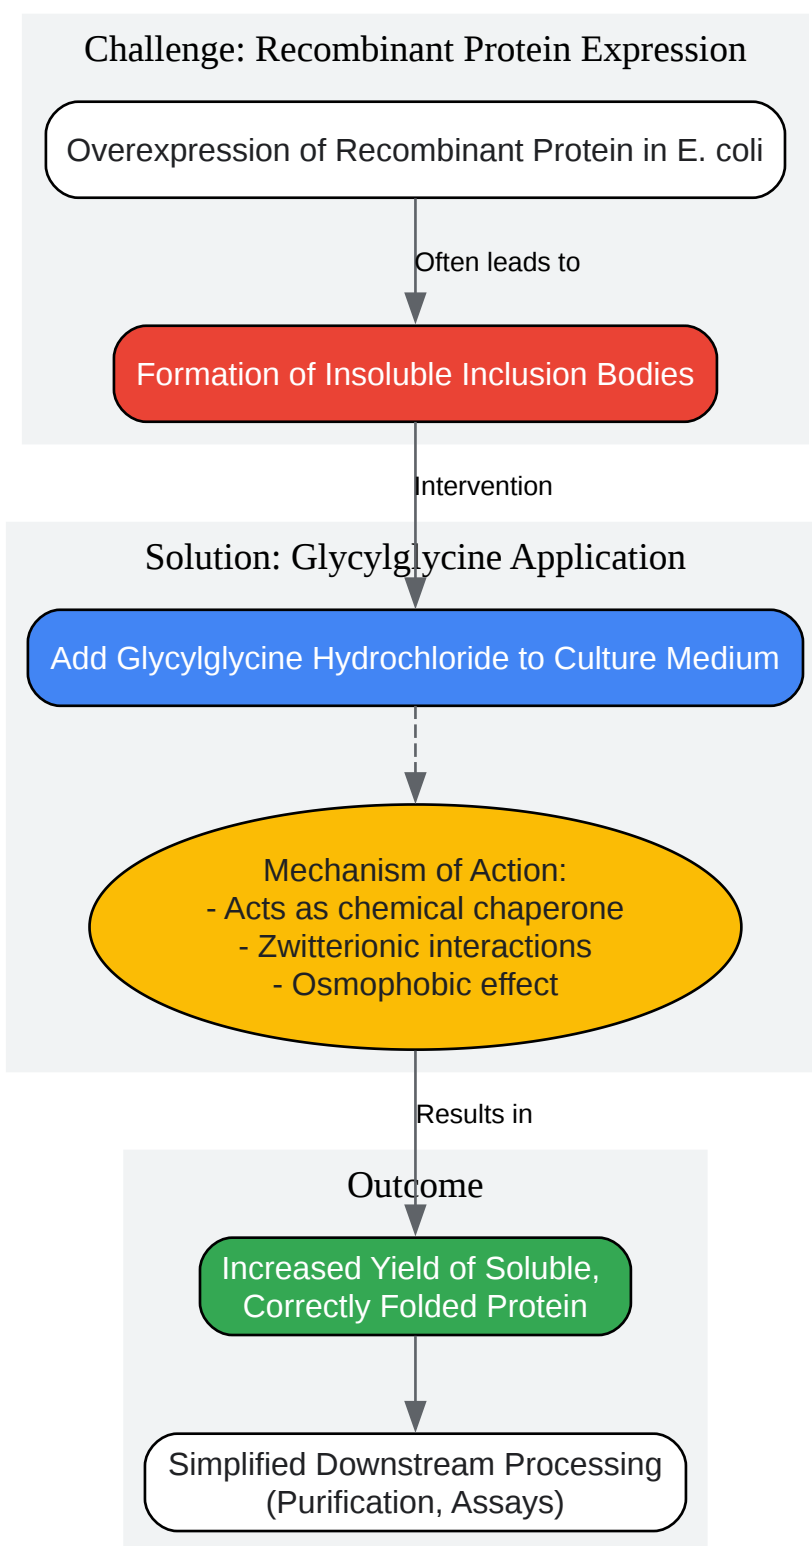 Challenge: Recombinant Protein Expression
Overexpression of Recombinant Protein in E. coli
Often leads to
Formation of Insoluble Inclusion Bodies
Intervention
Solution: Glycylglycine Application
Add Glycylglycine Hydrochloride to Culture Medium
Mechanism of Action:
- Acts as chemical chaperone
- Zwitterionic interactions
- Osmophobic effect
Results in
Outcome
Increased Yield of Soluble,
Correctly Folded Protein
Simplified Downstream Processing
(Purification, Assays)